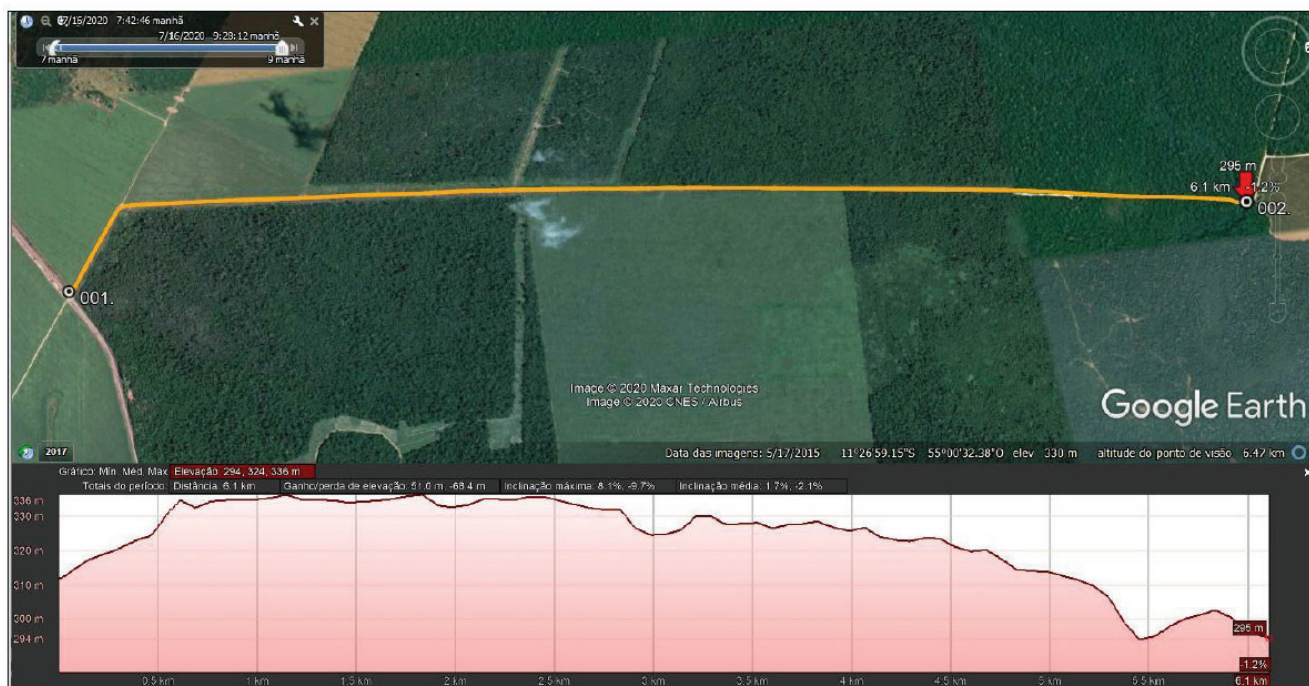 7/15/2020 7:42:46 manhã
7/16/2020 9:28:12 manhã
7 manhã
9 manhã
295 m
6.1 km -1.2%
002.
001.
Image © 2020 Maxar Technologies
Image © 2020 CNES / Airbus
Google Earth
2017
Data das imagens: 5/17/2015 11°26'59.15"S 55°00'32.38"O elev 330 m altitude do ponto de visão 6.47 km
Gráfico: Mín, Méd, Max Elevação: 294, 324, 336 m
Totais do período: Distância: 6.1 km Ganho/perda de elevação: 51.0 m, -68.4 m Inclinação máxima: 8.1%, -9.7% Inclinação média: 1.7%, -2.1%
336 m
330 m
320 m
310 m
300 m
294 m
295 m
-1.2%
0.5 km 1 km 1.5 km 2 km 2.5 km 3 km 3.5 km 4 km 4.5 km 5 km 5.5 km 6.1 km